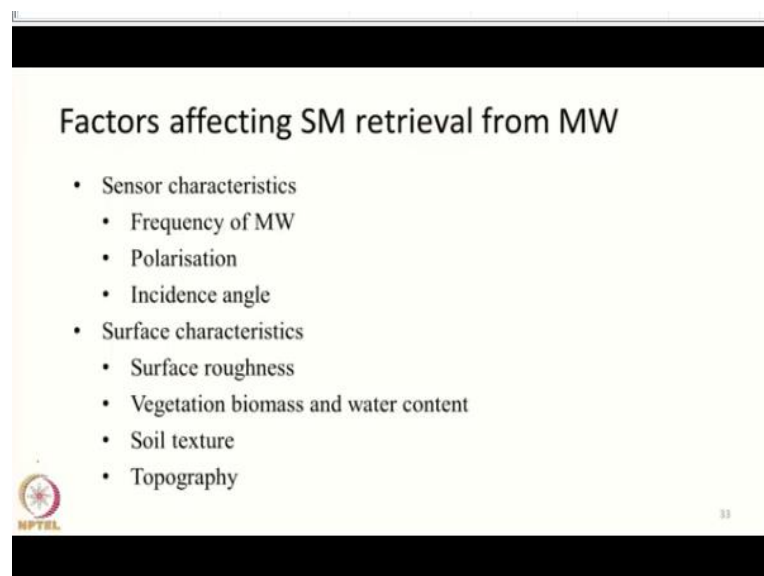 Factors affecting SM retrieval from MW
• Sensor characteristics
• Frequency of MW
• Polarisation
• Incidence angle
• Surface characteristics
• Surface roughness
• Vegetation biomass and water content
• Soil texture
• Topography
NPTEL
33